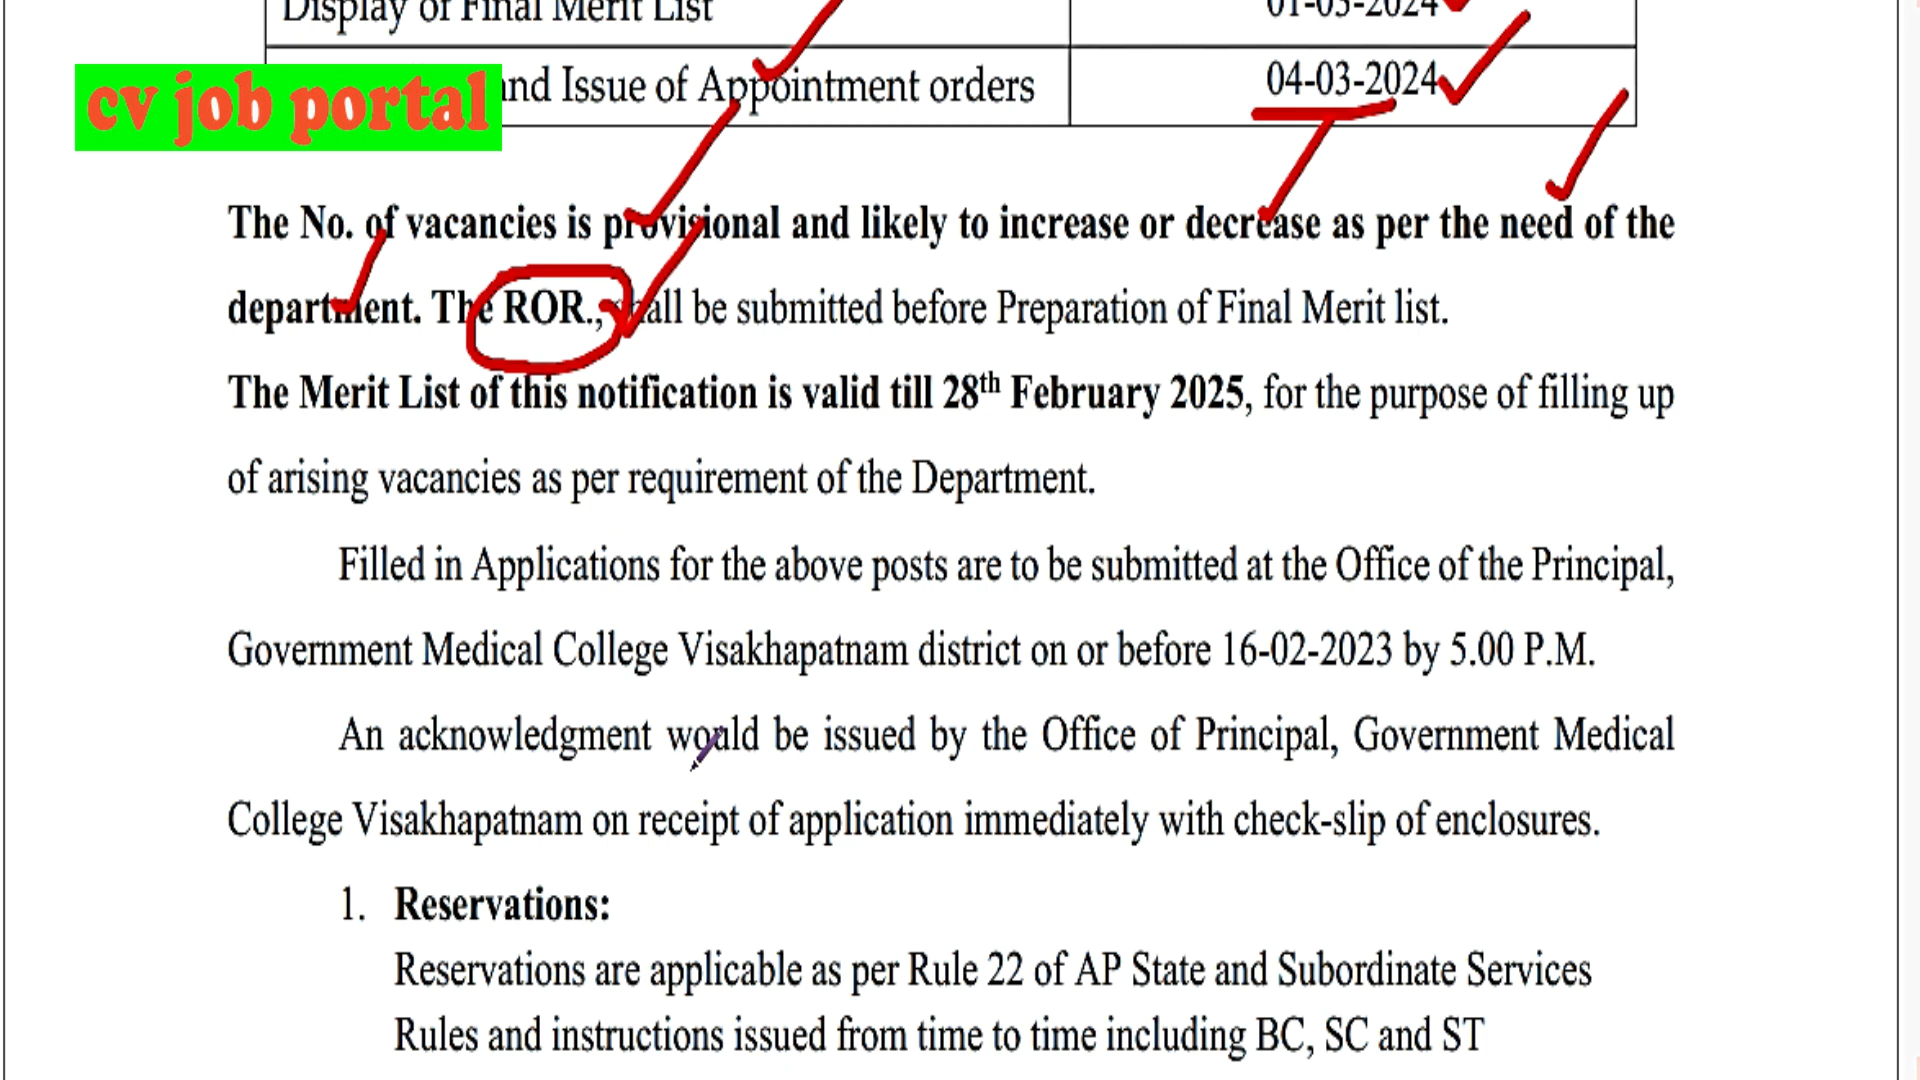 Display of Final Merit List 01-03-2024
cv job portal and Issue of Appointment orders 04-03-2024
The No. of vacancies is provisional and likely to increase or decrease as per the need of the
department. The ROR., shall be submitted before Preparation of Final Merit list.
The Merit List of this notification is valid till 28th February 2025, for the purpose of filling up
of arising vacancies as per requirement of the Department.
Filled in Applications for the above posts are to be submitted at the Office of the Principal,
Government Medical College Visakhapatnam district on or before 16-02-2023 by 5.00 P.M.
An acknowledgment would be issued by the Office of Principal, Government Medical
College Visakhapatnam on receipt of application immediately with check-slip of enclosures.
1. Reservations:
Reservations are applicable as per Rule 22 of AP State and Subordinate Services
Rules and instructions issued from time to time including BC, SC and ST